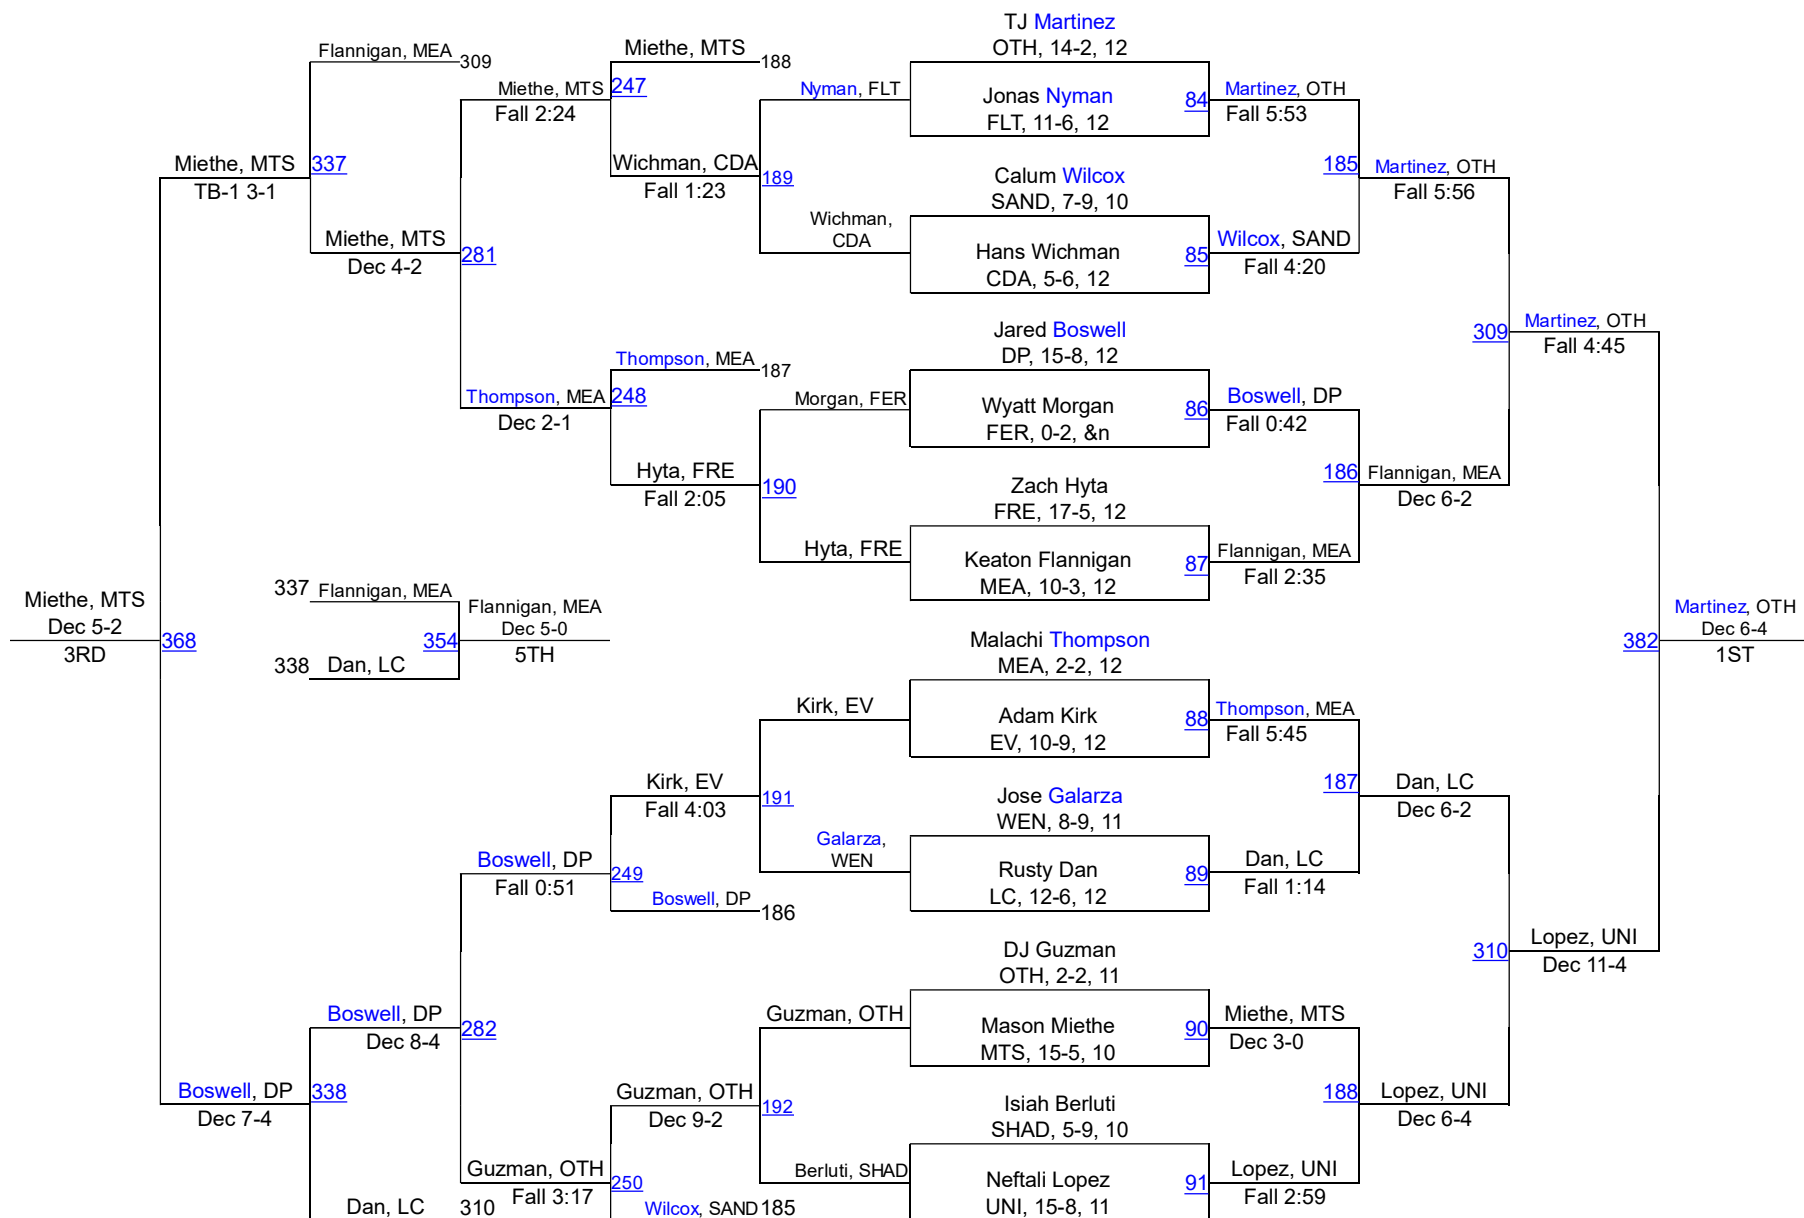 TJ Martinez
OTH, 14-2, 12
Flannigan, MEA
309
Miethe, MTS
188
Miethe, MTS
247
Fall 2:24
Nyman, FLT
Jonas Nyman
FLT, 11-6, 12
84
Martinez, OTH
Fall 5:53
Miethe, MTS
337
TB-1 3-1
Wichman, CDA
189
Fall 1:23
Calum Wilcox
SAND, 7-9, 10
185
Martinez, OTH
Fall 5:56
Miethe, MTS
281
Dec 4-2
Wichman,
CDA
Hans Wichman
CDA, 5-6, 12
85
Wilcox, SAND
Fall 4:20
Jared Boswell
DP, 15-8, 12
309
Martinez, OTH
Fall 4:45
Thompson, MEA
187
Thompson, MEA
248
Dec 2-1
Morgan, FER
Wyatt Morgan
FER, 0-2, &n
86
Boswell, DP
Fall 0:42
Hyta, FRE
190
Fall 2:05
Zach Hyta
FRE, 17-5, 12
186
Flannigan, MEA
Dec 6-2
Hyta, FRE
Keaton Flannigan
MEA, 10-3, 12
87
Flannigan, MEA
Fall 2:35
Miethe, MTS
Dec 5-2
3RD
368
337
Flannigan, MEA
338
Dan, LC
354
Flannigan, MEA
Dec 5-0
5TH
382
Martinez, OTH
Dec 6-4
1ST
Malachi Thompson
MEA, 2-2, 12
Kirk, EV
Adam Kirk
EV, 10-9, 12
88
Thompson, MEA
Fall 5:45
Kirk, EV
191
Fall 4:03
Jose Galarza
WEN, 8-9, 11
187
Dan, LC
Dec 6-2
Boswell, DP
249
Fall 0:51
Galarza,
WEN
Rusty Dan
LC, 12-6, 12
89
Dan, LC
Fall 1:14
Boswell, DP
186
DJ Guzman
OTH, 2-2, 11
310
Lopez, UNI
Dec 11-4
Boswell, DP
282
Dec 8-4
Guzman, OTH
Mason Miethe
MTS, 15-5, 10
90
Miethe, MTS
Dec 3-0
Boswell, DP
338
Dec 7-4
Guzman, OTH
192
Dec 9-2
Isiah Berluti
SHAD, 5-9, 10
188
Lopez, UNI
Dec 6-4
Guzman, OTH
250
Fall 3:17
Berluti, SHAD
Neftali Lopez
UNI, 15-8, 11
91
Lopez, UNI
Fall 2:59
Dan, LC
310
Wilcox, SAND
185